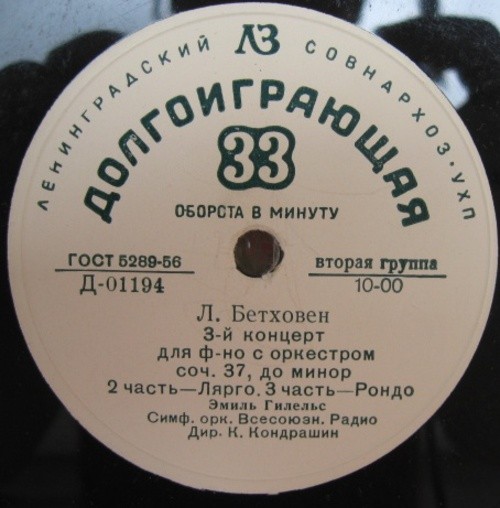 ЛЕНИНГРАДСКИЙ ЛЗ СОВНАРХОЗ·УХП
ДОЛГОИГРАЮЩАЯ
33
ОБОРОТА В МИНУТУ
ГОСТ 5289-56
Д-01194
вторая группа
10-00
Л. Бетховен
3-й концерт
для ф-но с оркестром
соч. 37, до минор
2 часть—Лярго. 3 часть—Рондо
Эмиль Гилельс
Симф. орк. Всесоюзн. Радио
Дир. К. Кондрашин